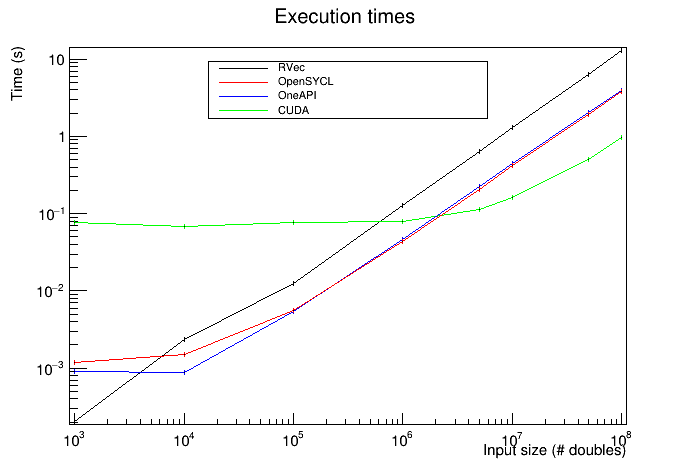 Execution times
Time (s)
RVec
OpenSYCL
OneAPI
CUDA
10
1
10⁻¹
10⁻²
10⁻³
10³ 10⁴ 10⁵ 10⁶ 10⁷ 10⁸
Input size (# doubles)